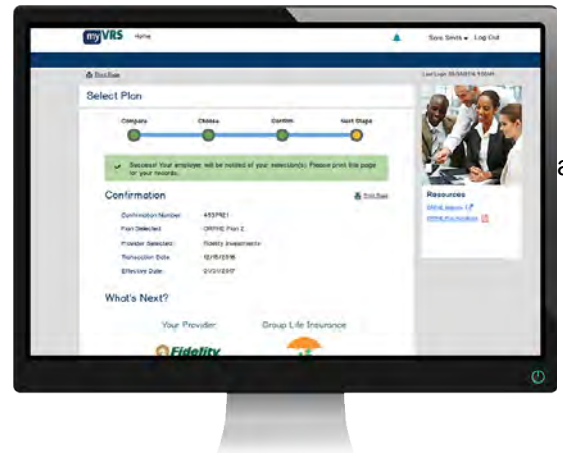 myVRS Home Sara Smith Log Out
Print Page
Select Plan
Compare Choose Confirm Next Steps
Success! Your employer will be notified of your selection(s). Please print this page
for your records.
a
Confirmation Print Page
Resources
Confirmation Number:
Plan Selected: ORPHE Plan 2
Provider Selected: Fidelity Investments
Transaction Date: 12/15/2016
Effective Date:
What's Next?
Your Provider Group Life Insurance
Fidelity